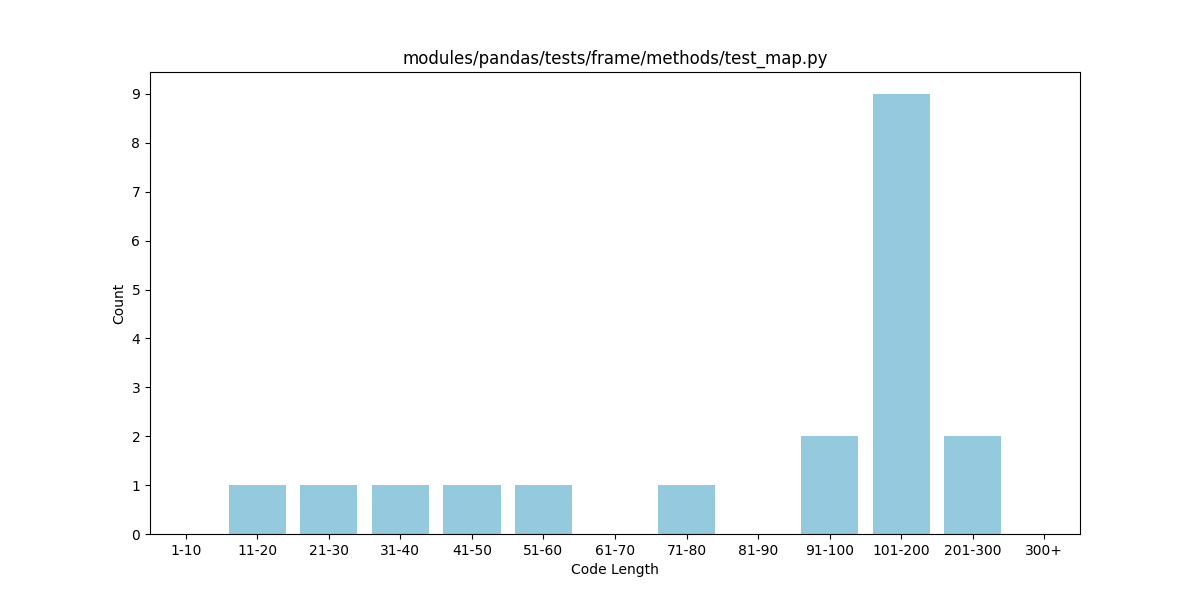 modules/pandas/tests/frame/methods/test_map.py
9
8
7
6
5
4
3
2
1
0
Count
1-10 11-20 21-30 31-40 41-50 51-60 61-70 71-80 81-90 91-100 101-200 201-300 300+
Code Length